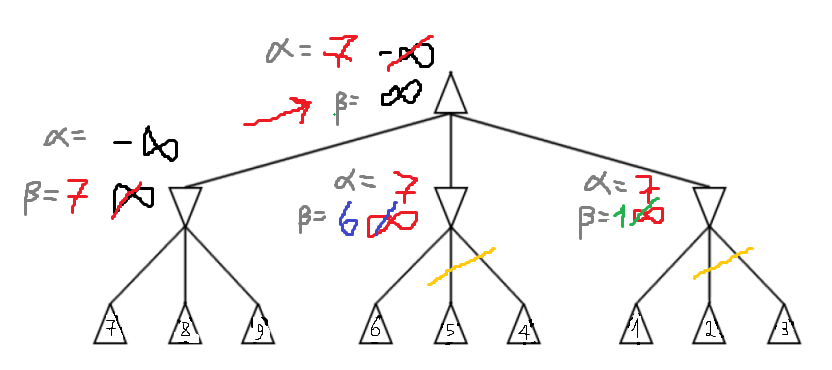 α= 7 -∞
β= ∞
α= -∞
β=7 ∞
α= 7
β= 6 ∞
α= 7
β=1 ∞
7 8 9 6 5 4 1 2 3